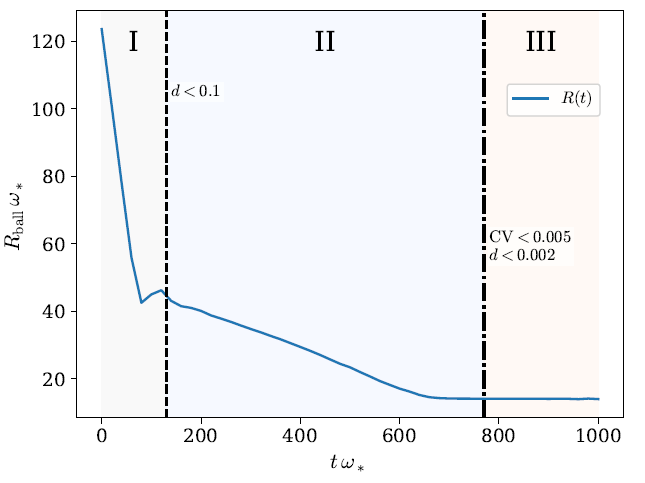 I
II
III
120
100
80
60
40
20
R_ball ω_*
d < 0.1
R(t)
CV < 0.005
d < 0.002
0
200
400
600
800
1000
t ω_*